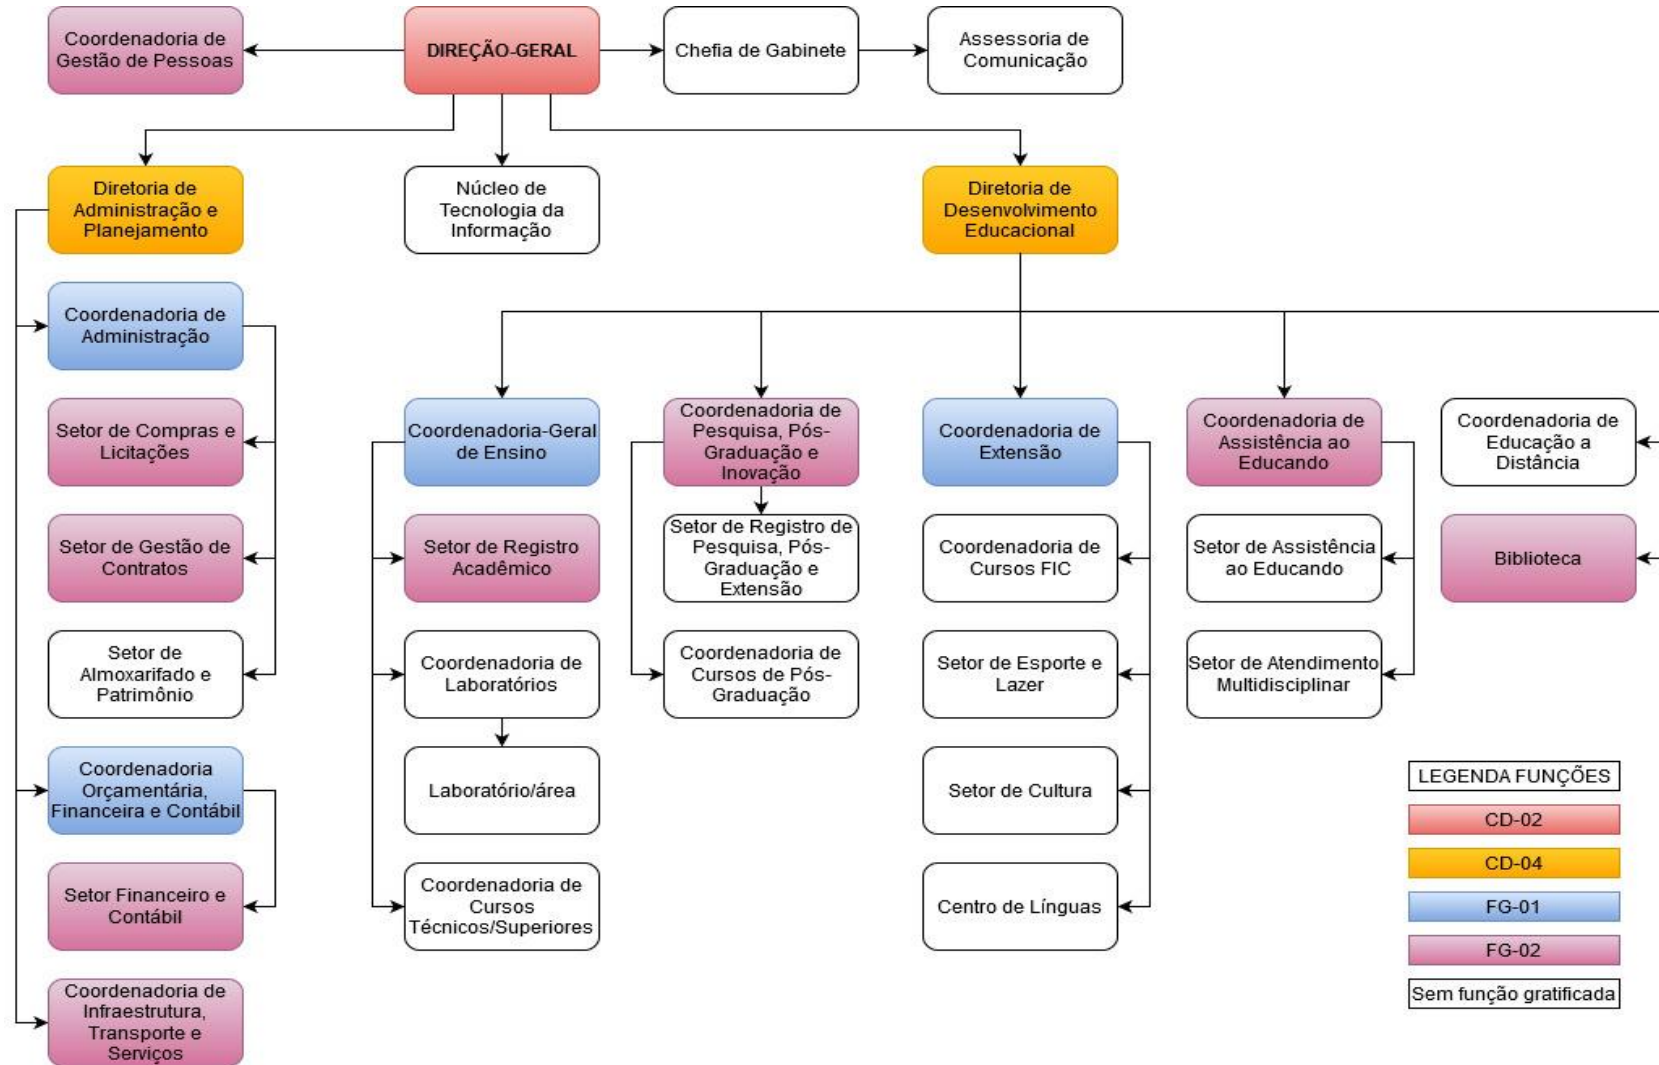 Coordenadoria de
Gestão de Pessoas
DIREÇÃO-GERAL
Chefia de Gabinete
Assessoria de
Comunicação
Diretoria de
Administração e
Planejamento
Núcleo de
Tecnologia da
Informação
Diretoria de
Desenvolvimento
Educacional
Coordenadoria de
Administração
Setor de Compras e
Licitações
Setor de Gestão de
Contratos
Setor de
Almoxarifado e
Patrimônio
Coordenadoria
Orçamentária,
Financeira e Contábil
Setor Financeiro e
Contábil
Coordenadoria de
Infraestrutura,
Transporte e
Serviços
Coordenadoria-Geral
de Ensino
Setor de Registro
Acadêmico
Coordenadoria de
Laboratórios
Laboratório/área
Coordenadoria de
Cursos
Técnicos/Superiores
Coordenadoria de
Pesquisa, Pós-
Graduação e
Inovação
Setor de Registro de
Pesquisa, Pós-
Graduação e
Extensão
Coordenadoria de
Cursos de Pós-
Graduação
Coordenadoria de
Extensão
Coordenadoria de
Cursos FIC
Setor de Esporte e
Lazer
Setor de Cultura
Centro de Línguas
Coordenadoria de
Assistência ao
Educando
Setor de Assistência
ao Educando
Setor de Atendimento
Multidisciplinar
Coordenadoria de
Educação a
Distância
Biblioteca
LEGENDA FUNÇÕES
CD-02
CD-04
FG-01
FG-02
Sem função gratificada